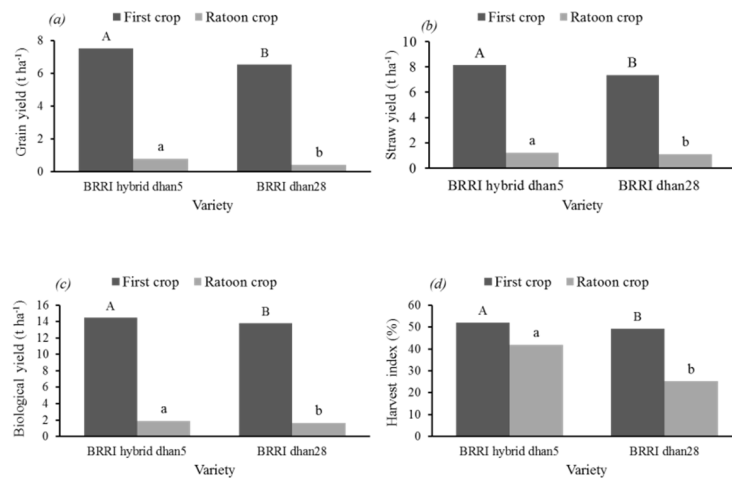 (a)
First crop Ratoon crop
Grain yield (t ha-1)
8
6
4
2
0
A
a
B
b
BRRI hybrid dhan5 BRRI dhan28
Variety
(b)
First crop Ratoon crop
Straw yield (t ha-1)
10
8
6
4
2
0
A
a
B
b
BRRI hybrid dhan5 BRRI dhan28
Variety
(c)
First crop Ratoon crop
Biological yield (t ha-1)
16
14
12
10
8
6
4
2
0
A
a
B
b
BRRI hybrid dhan5 BRRI dhan28
Variety
(d)
First crop Ratoon crop
Harvest index (%)
60
50
40
30
20
10
0
A
a
B
b
BRRI hybrid dhan5 BRRI dhan28
Variety